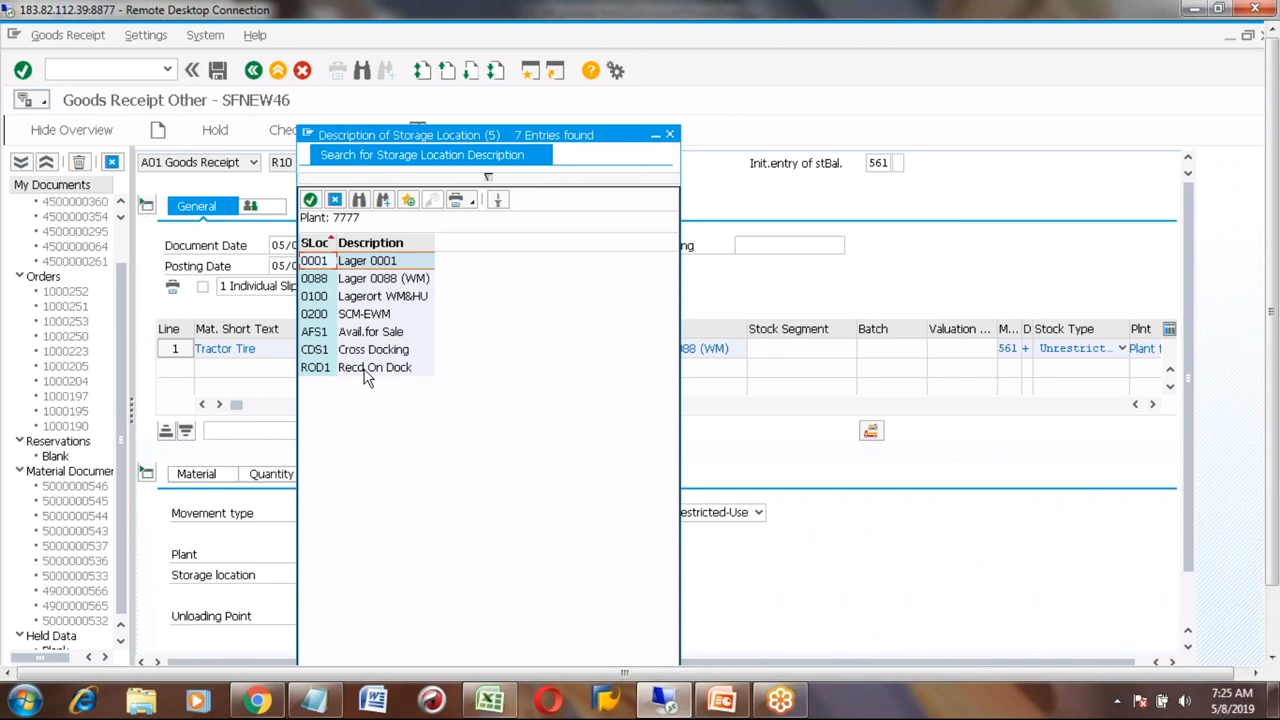 183.82.112.39:8877 - Remote Desktop Connection
Goods Receipt Settings System Help
Goods Receipt Other - SFNEW46
Hide Overview Hold
Description of Storage Location (5) 7 Entries found
Search for Storage Location Description
A01 Goods Receipt R10
Init.entry of stBal. 561
My Documents
4500000360
4500000354
4500000295
4500000064
4500000261
Orders
1000252
1000251
1000253
1000250
1000223
1000205
1000204
1000197
1000195
1000190
Reservations
Blank
Material Documen
5000000546
5000000545
5000000544
5000000543
5000000537
5000000536
5000000533
4900000566
4900000565
5000000532
Held Data
General
Document Date 05/0
Posting Date 05/0
1 Individual Slip
Plant: 7777
SLoc Description
0001 Lager 0001
0088 Lager 0088 (WM)
0100 Lagerort WM&HU
0200 SCM-EWM
AFS1 Avail.for Sale
CDS1 Cross Docking
ROD1 Recd On Dock
Line Mat. Short Text Stock Segment Batch Valuation ... M... D Stock Type Plnt
1 Tractor Tire 88 (WM) 561 + Unrestrict... Plant f
Material Quantity
Movement type estricted-Use
Plant
Storage location
Unloading Point
7:25 AM
5/8/2019